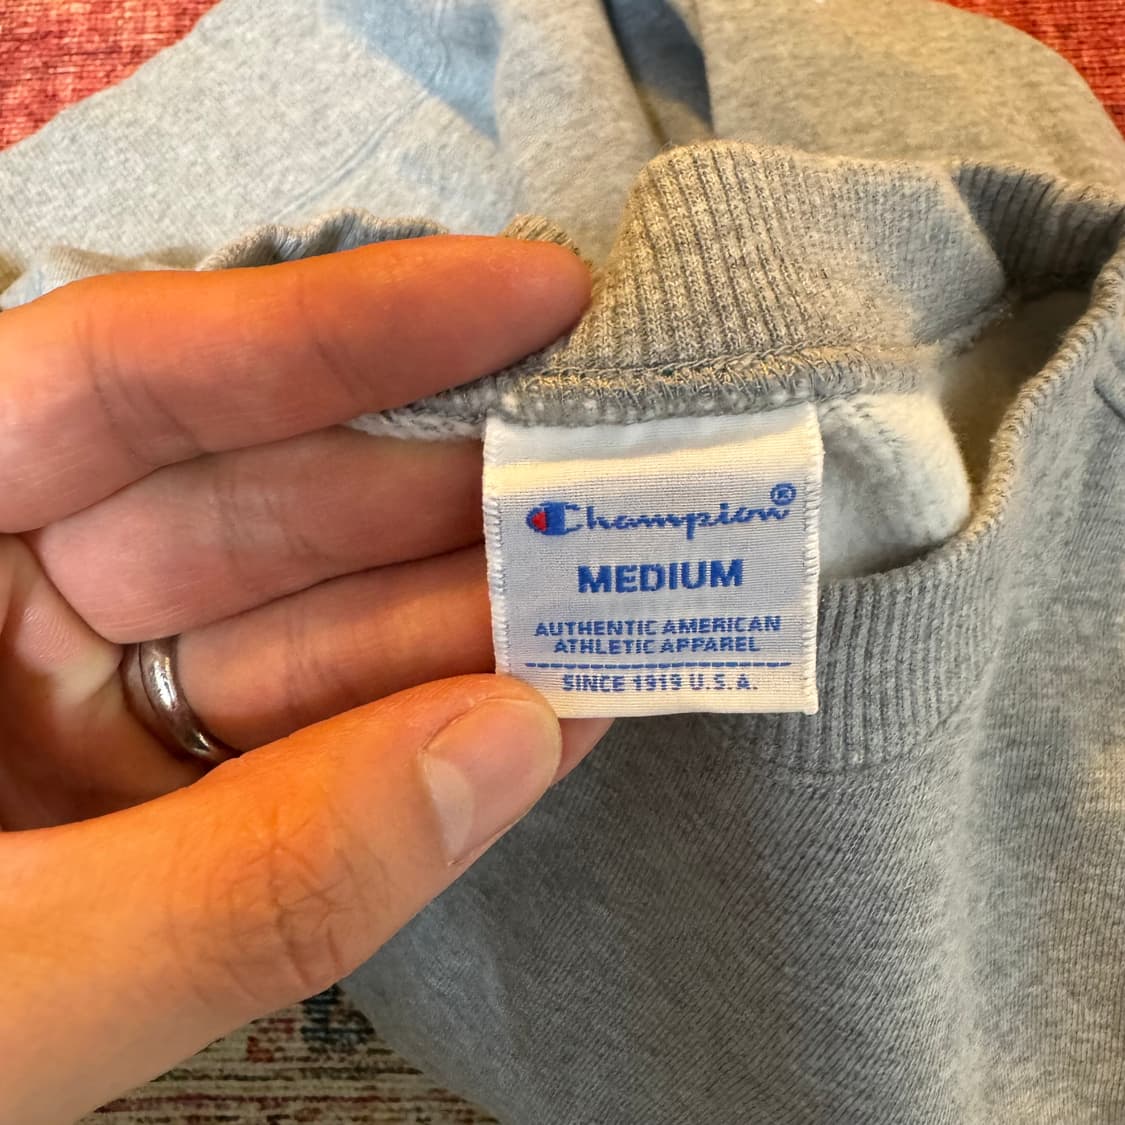 Champion®
MEDIUM
AUTHENTIC AMERICAN
ATHLETIC APPAREL
SINCE 1919 U.S.A.